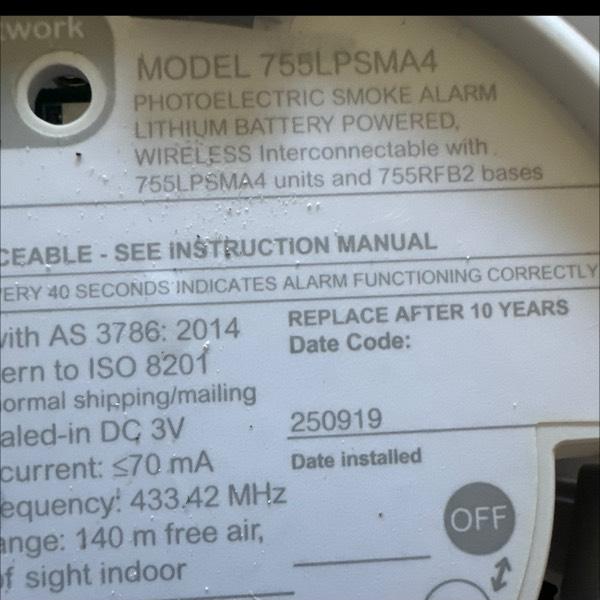 work
MODEL 755LPSMA4
PHOTOELECTRIC SMOKE ALARM
LITHIUM BATTERY POWERED,
WIRELESS Interconnectable with
755LPSMA4 units and 755RFB2 bases
CEABLE - SEE INSTRUCTION MANUAL
VERY 40 SECONDS INDICATES ALARM FUNCTIONING CORRECTLY
with AS 3786: 2014
ern to ISO 8201
ormal shipping/mailing
aled-in DC 3V
current: ≤70 mA
equency: 433.42 MHz
ange: 140 m free air,
of sight indoor
REPLACE AFTER 10 YEARS
Date Code:
250919
Date installed
OFF